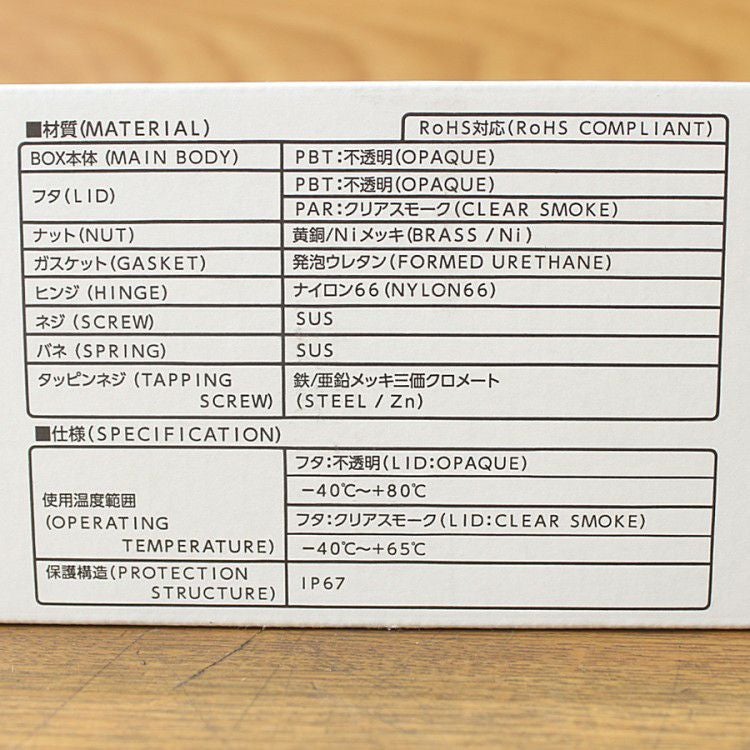 ■材質(MATERIAL)
RoHS対応(RoHS COMPLIANT)
BOX本体 (MAIN BODY)
PBT:不透明(OPAQUE)
フタ(LID)
PBT:不透明(OPAQUE)
PAR:クリアスモーク(CLEAR SMOKE)
ナット(NUT)
黄銅/Niメッキ(BRASS /Ni)
ガスケット(GASKET)
発泡ウレタン(FORMED URETHANE)
ヒンジ (HINGE)
ナイロン66(NYLON66)
ネジ (SCREW)
SUS
バネ (SPRING)
SUS
タッピンネジ (TAPPING
SCREW)
鉄/亜鉛メッキ三価クロメート
(STEEL / Zn)
■仕様(SPECIFICATION)
使用温度範囲
(OPERATING
TEMPERATURE)
フタ:不透明(LID:OPAQUE)
−40℃〜+80℃
フタ:クリアスモーク(LID:CLEAR SMOKE)
−40℃〜+65℃
保護構造(PROTECTION
STRUCTURE)
IP67